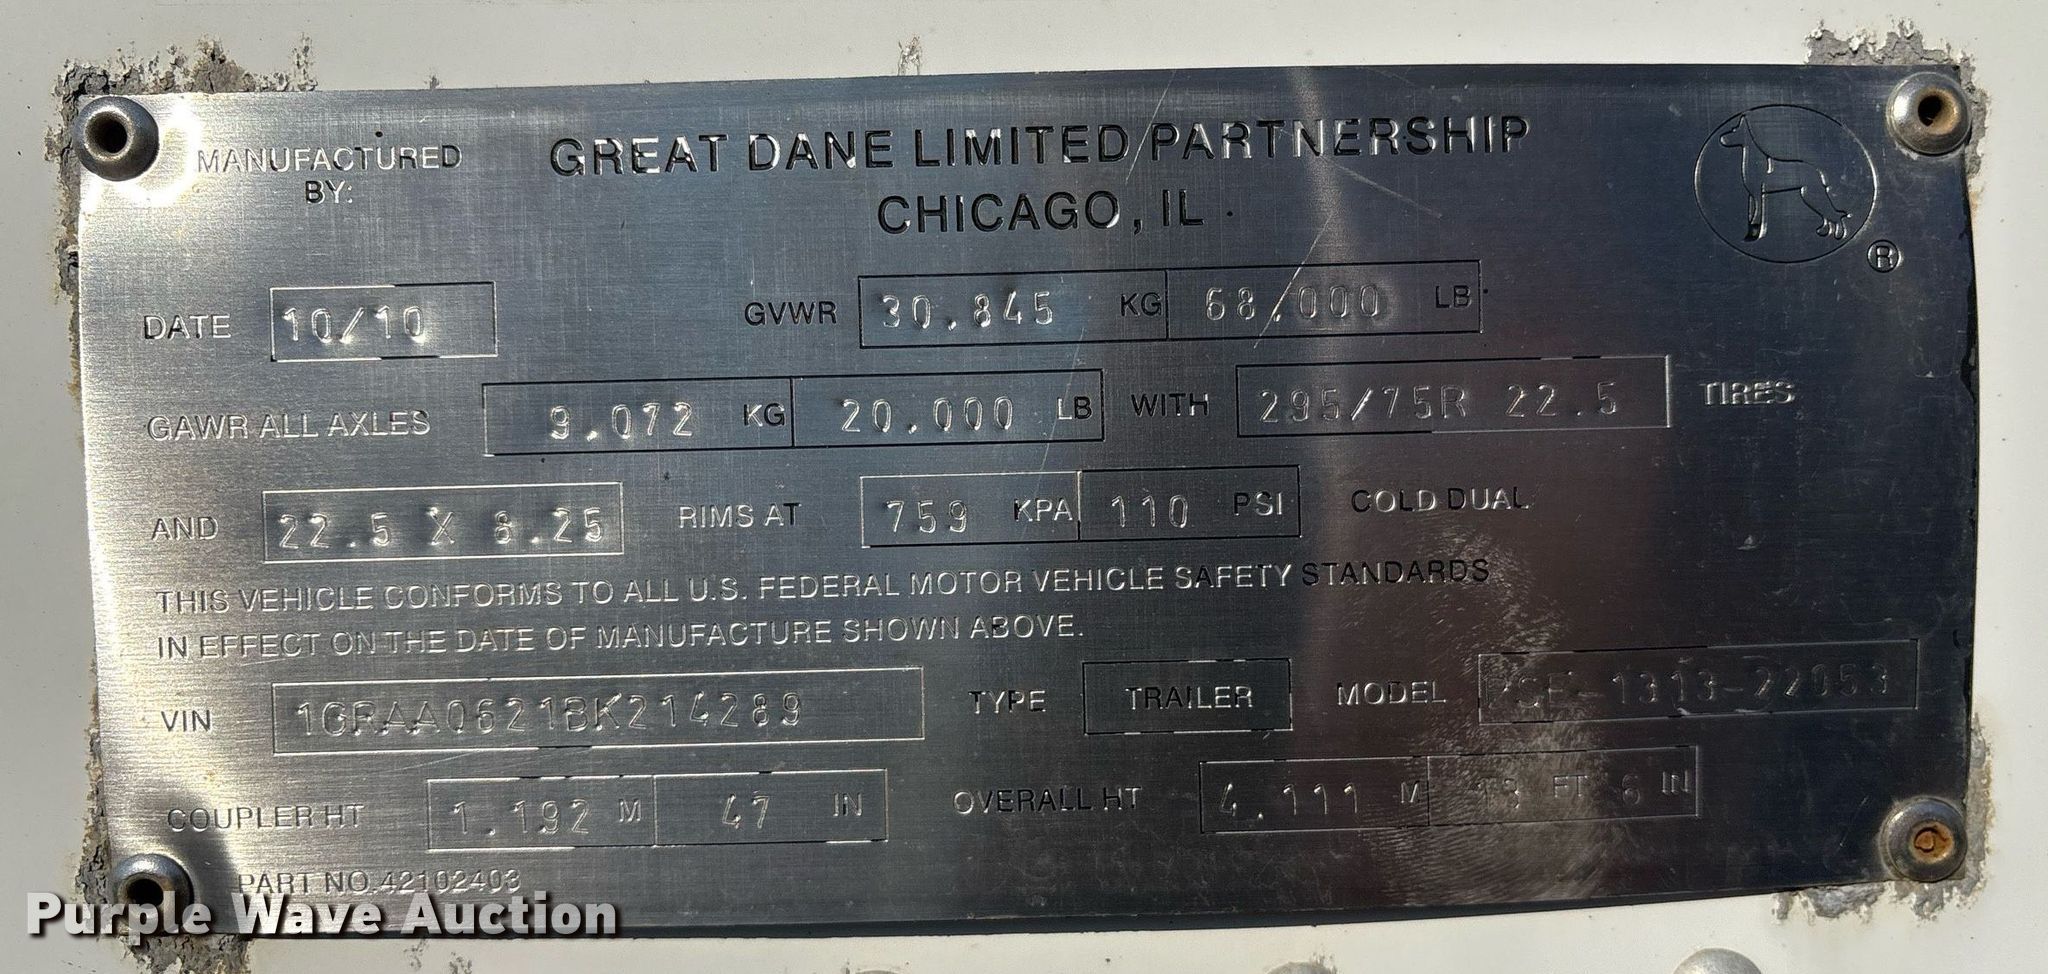 MANUFACTURED BY: GREAT DANE LIMITED PARTNERSHIP
CHICAGO, IL
®
DATE 10/10 GVWR 30.845 KG 68.000 LB
GAWR ALL AXLES 9.072 KG 20.000 LB WITH 295/75R 22.5 TIRES
AND 22.5 X 8.25 RIMS AT 759 KPA 110 PSI COLD DUAL
THIS VEHICLE CONFORMS TO ALL U.S. FEDERAL MOTOR VEHICLE SAFETY STANDARDS
IN EFFECT ON THE DATE OF MANUFACTURE SHOWN ABOVE.
VIN 1GRAA0621BK214289 TYPE TRAILER MODEL
COUPLER HT 1.192 M 47 IN OVERALL HT 4.111 M 13 FT 6 IN
PART NO.42102403
Purple Wave Auction